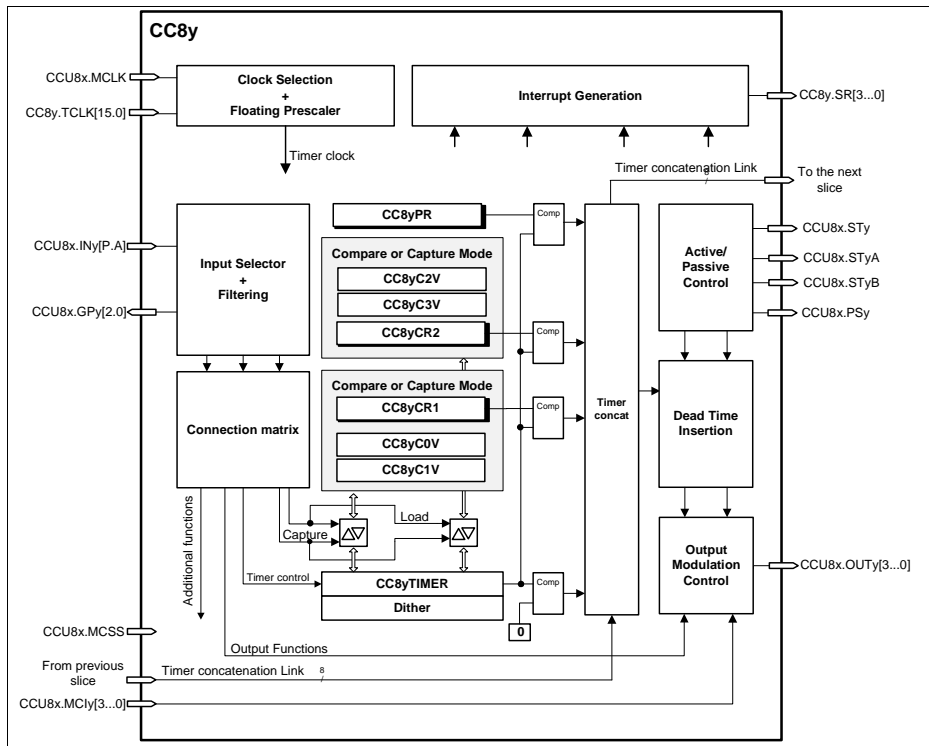 CC8y
CCU8x.MCLK
CC8y.TCLK[15.0]
Clock Selection
+
Floating Prescaler
Interrupt Generation
CC8y.SR[3...0]
Timer clock
Timer concatenation Link
8
To the next
slice
CCU8x.INy[P.A]
CCU8x.GPy[2.0]
Input Selector
+
Filtering
CC8yPR
Comp
Compare or Capture Mode
CC8yC2V
CC8yC3V
CC8yCR2
Comp
Active/
Passive
Control
CCU8x.STy
CCU8x.STyA
CCU8x.STyB
CCU8x.PSy
Connection matrix
Compare or Capture Mode
CC8yCR1
CC8yC0V
CC8yC1V
Comp
Timer
concat
Dead Time
Insertion
Additional functions
Capture
Load
Timer control
CC8yTIMER
Dither
Comp
0
Output
Modulation
Control
CCU8x.OUTy[3...0]
CCU8x.MCSS
Output Functions
From previous
slice
Timer concatenation Link
8
CCU8x.MCIy[3...0]